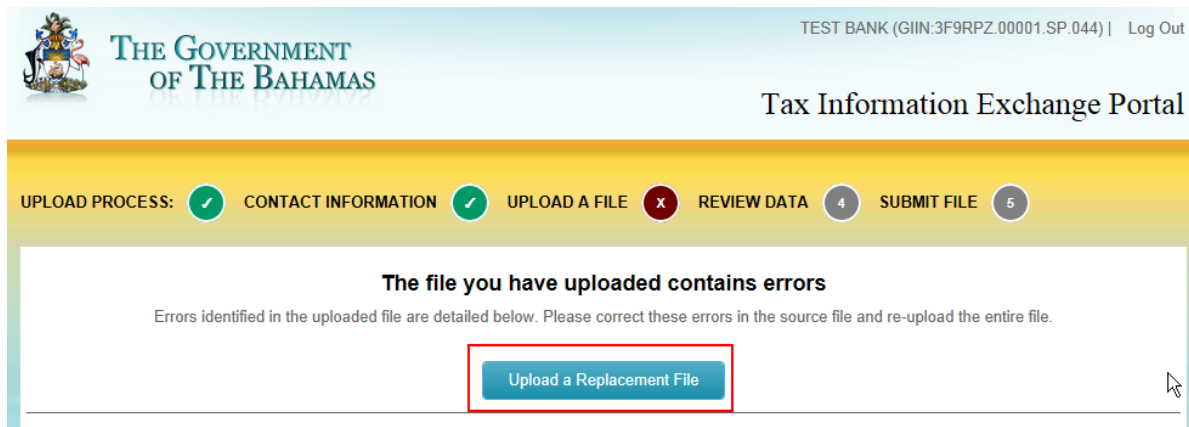 TEST BANK (GIIN:3F9RPZ.00001.SP.044) | Log Out
THE GOVERNMENT
OF THE BAHAMAS
Tax Information Exchange Portal
UPLOAD PROCESS: ✓ CONTACT INFORMATION ✓ UPLOAD A FILE X REVIEW DATA 4 SUBMIT FILE 5
The file you have uploaded contains errors
Errors identified in the uploaded file are detailed below. Please correct these errors in the source file and re-upload the entire file.
Upload a Replacement File